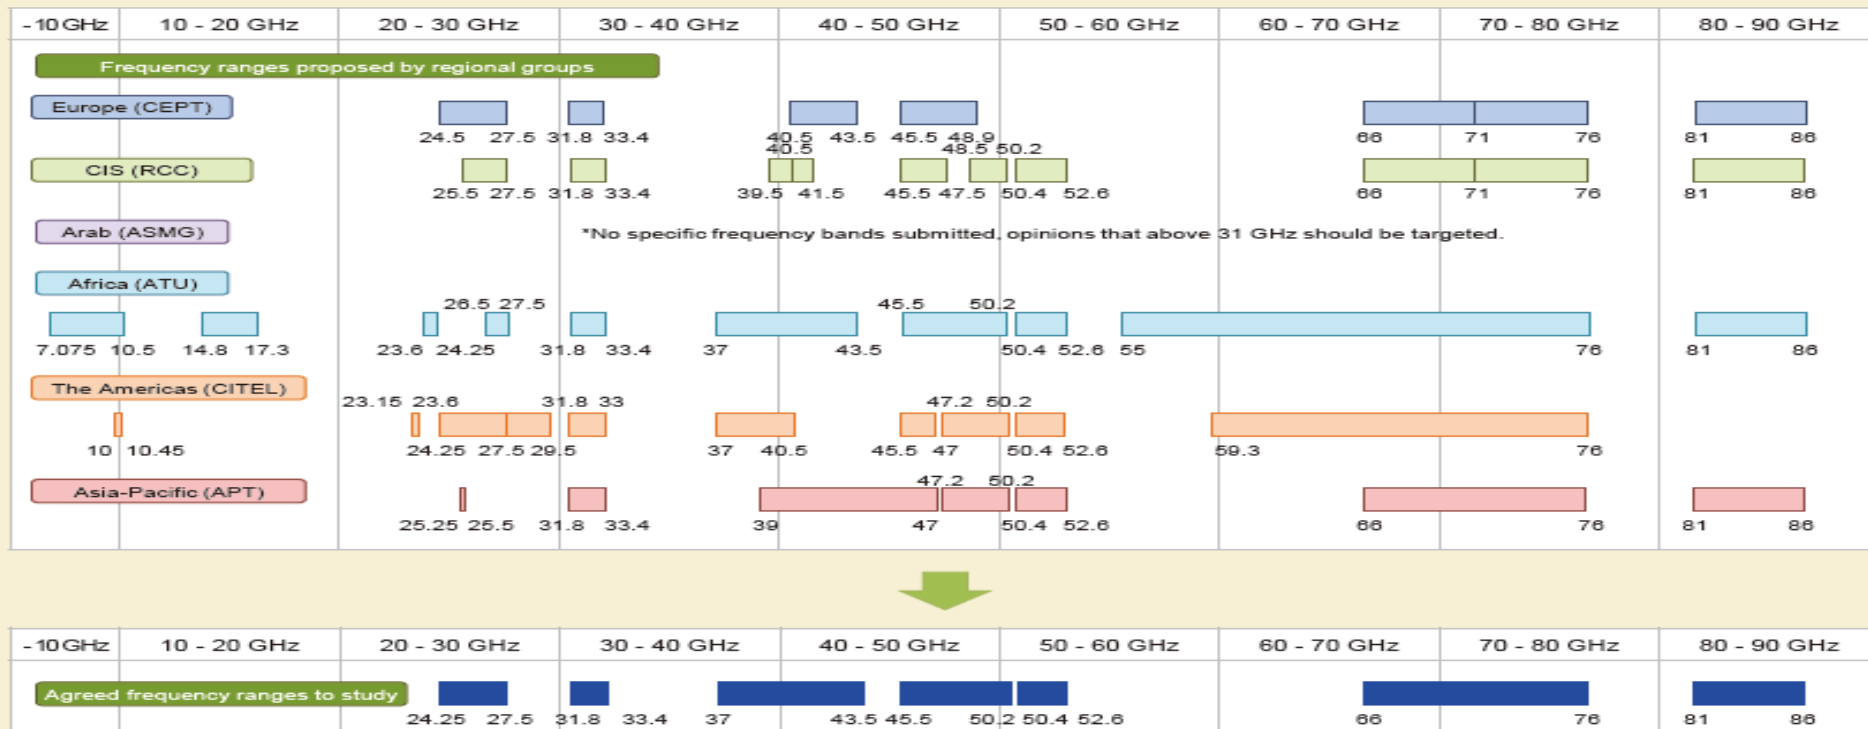 -10GHz 10 - 20 GHz 20 - 30 GHz 30 - 40 GHz 40 - 50 GHz 50 - 60 GHz 60 - 70 GHz 70 - 80 GHz 80 - 90 GHz
Frequency ranges proposed by regional groups
Europe (CEPT)
24.5 27.5 31.8 33.4 40.5 43.5 45.5 48.9 66 71 76 81 86
40.5 48.5 50.2
CIS (RCC)
25.5 27.5 31.8 33.4 39.5 41.5 45.5 47.5 50.4 52.6 66 71 76 81 86
Arab (ASMG)
*No specific frequency bands submitted, opinions that above 31 GHz should be targeted.
Africa (ATU)
26.5 27.5 45.5 50.2
7.075 10.5 14.8 17.3 23.6 24.25 31.8 33.4 37 43.5 50.4 52.6 55 76 81 86
The Americas (CITEL)
23.15 23.6 31.8 33 47.2 50.2
10 10.45 24.25 27.5 29.5 37 40.5 45.5 47 50.4 52.6 59.3 76
Asia-Pacific (APT)
47.2 50.2
25.25 25.5 31.8 33.4 39 47 50.4 52.6 66 76 81 86
-10GHz 10 - 20 GHz 20 - 30 GHz 30 - 40 GHz 40 - 50 GHz 50 - 60 GHz 60 - 70 GHz 70 - 80 GHz 80 - 90 GHz
Agreed frequency ranges to study
24.25 27.5 31.8 33.4 37 43.5 45.5 50.2 50.4 52.6 66 76 81 86